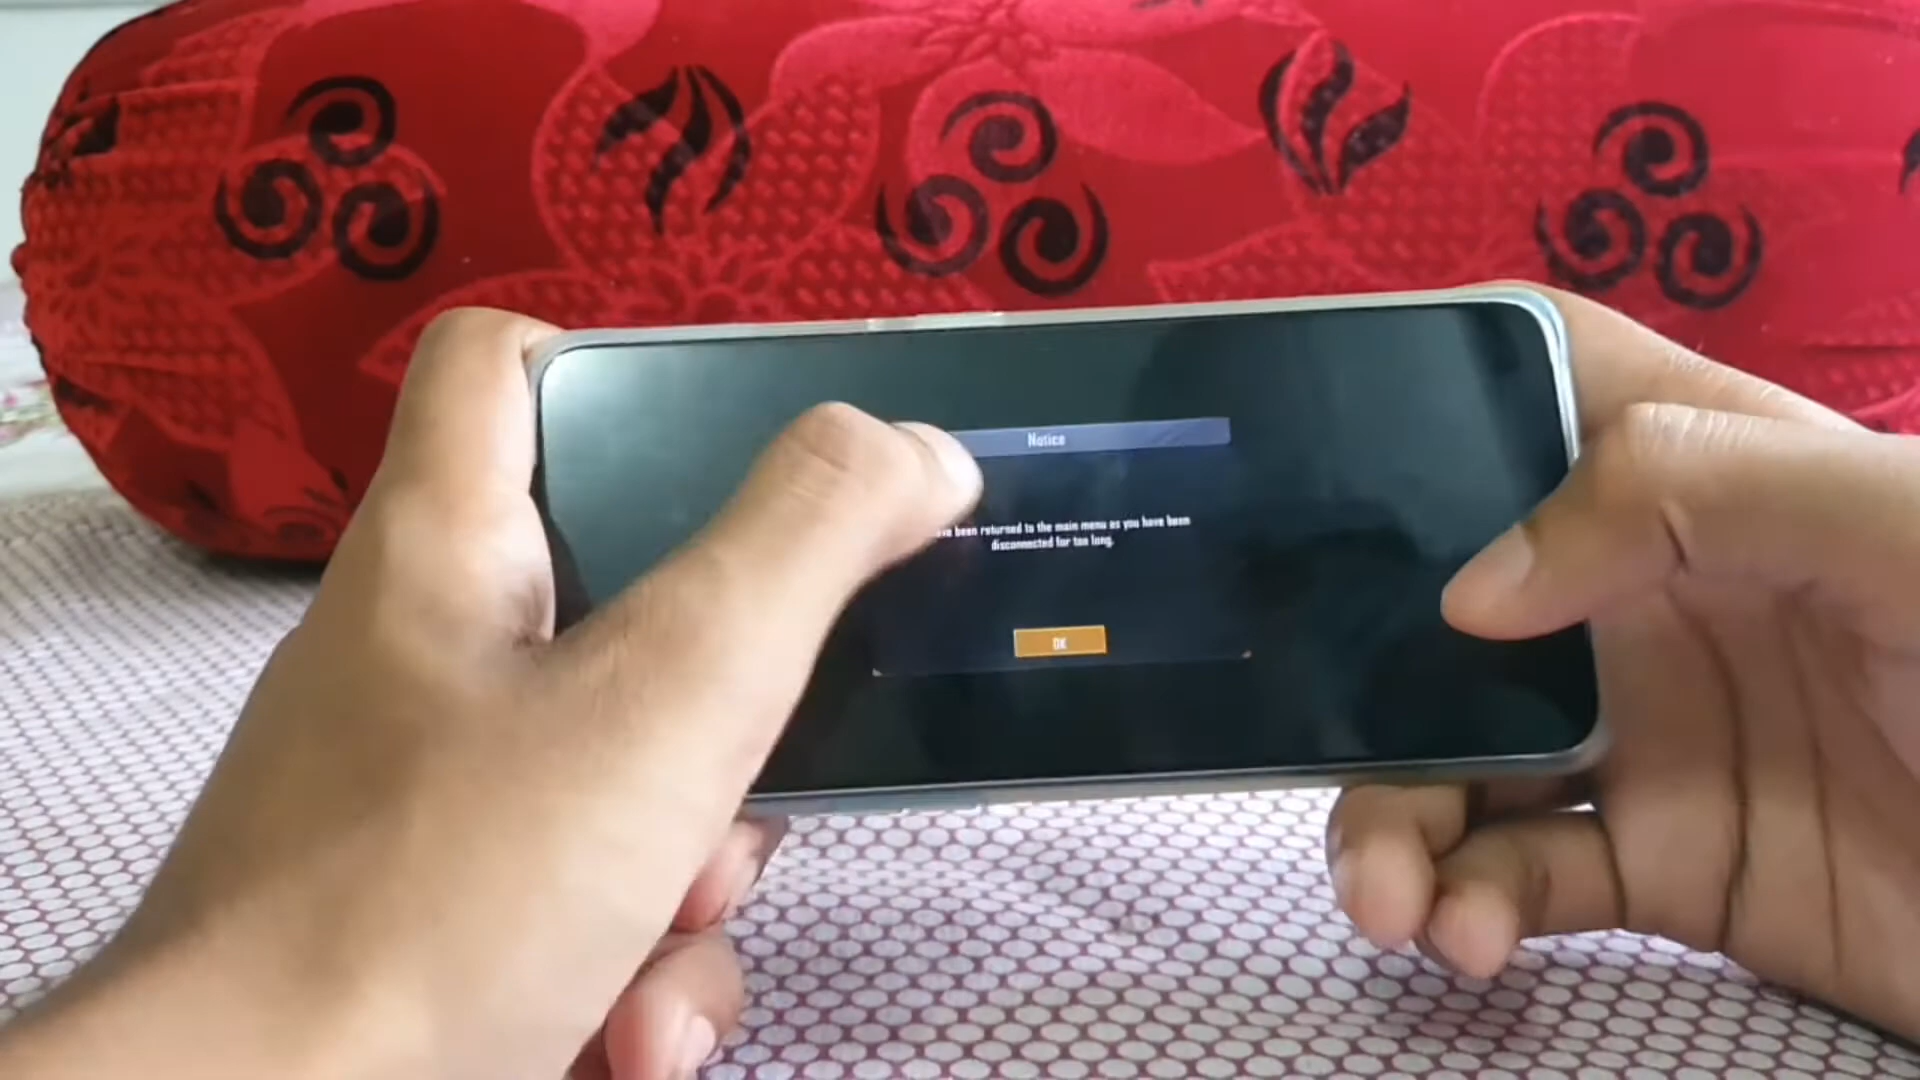 Notice
been returned to the main menu as you have been
disconnected for too long.
OK